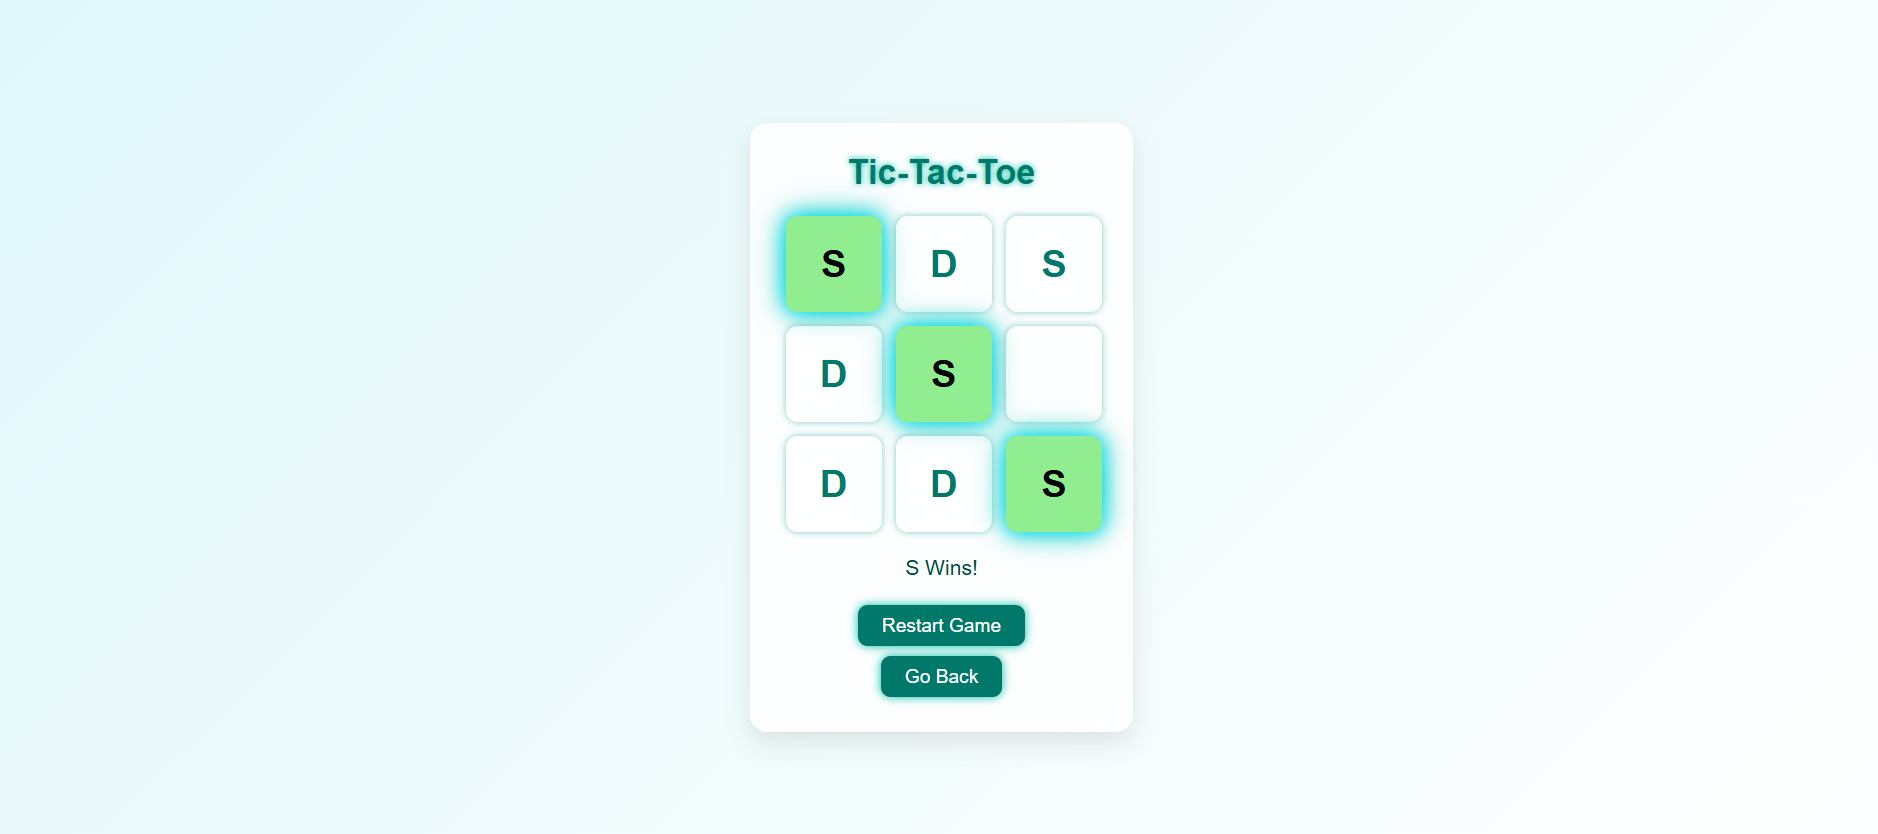 Tic-Tac-Toe
S D S
D S
D D S
S Wins!
Restart Game
Go Back